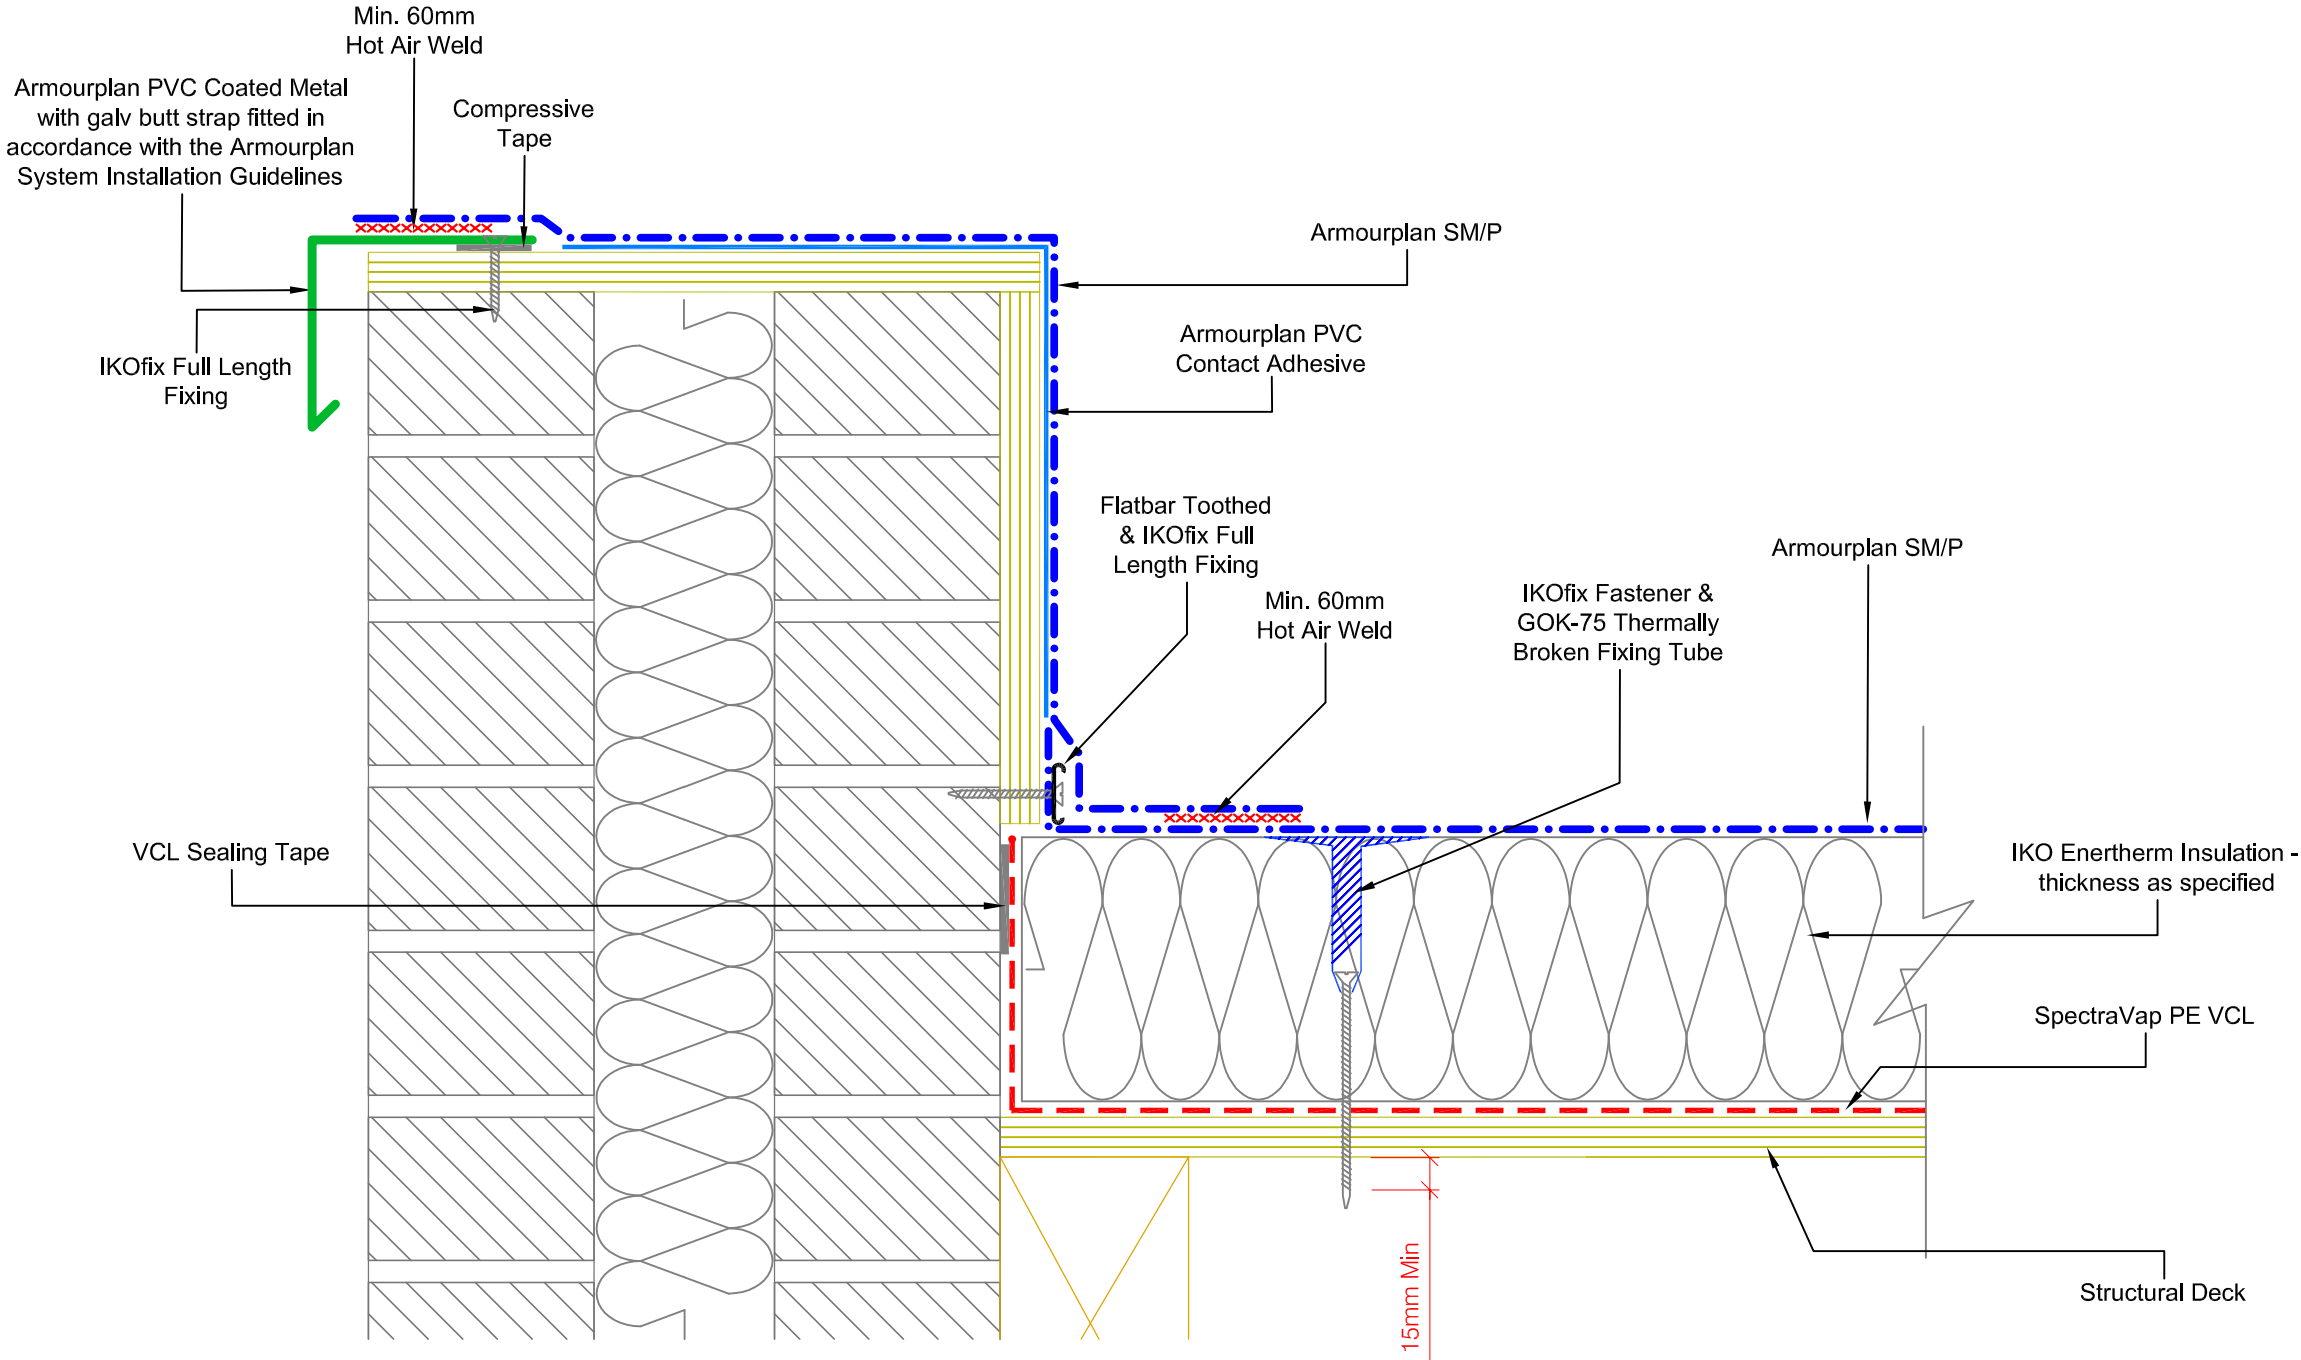 Min. 60mm
Hot Air Weld
Armourplan PVC Coated Metal
with galv butt strap fitted in
accordance with the Armourplan
System Installation Guidelines
Compressive
Tape
IKOfix Full Length
Fixing
Armourplan SM/P
Armourplan PVC
Contact Adhesive
Flatbar Toothed
& IKOfix Full
Length Fixing
Min. 60mm
Hot Air Weld
IKOfix Fastener &
GOK-75 Thermally
Broken Fixing Tube
Armourplan SM/P
VCL Sealing Tape
IKO Enertherm Insulation -
thickness as specified
SpectraVap PE VCL
Structural Deck
15mm Min